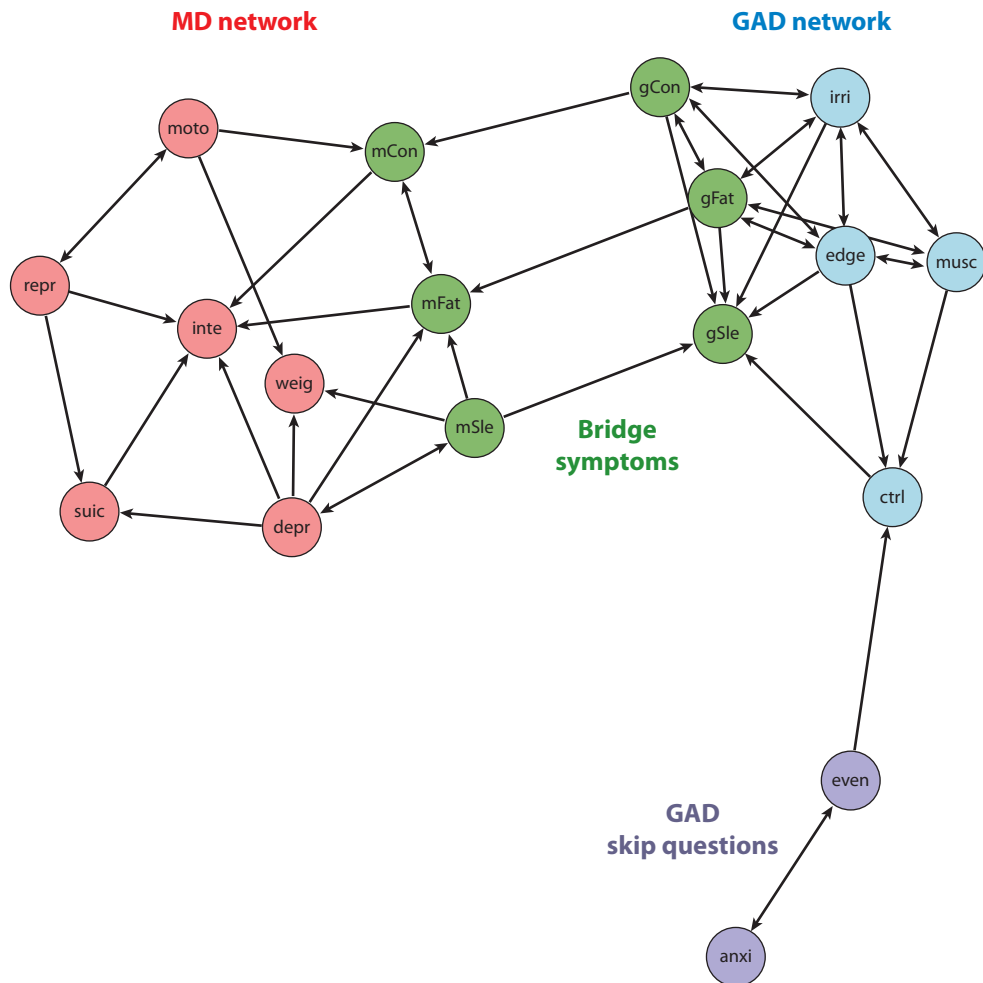 MD network
GAD network
gCon
irri
moto
mCon
gFat
edge
musc
repr
inte
mFat
gSle
weig
mSle
Bridge
symptoms
suic
depr
ctrl
even
GAD
skip questions
anxi